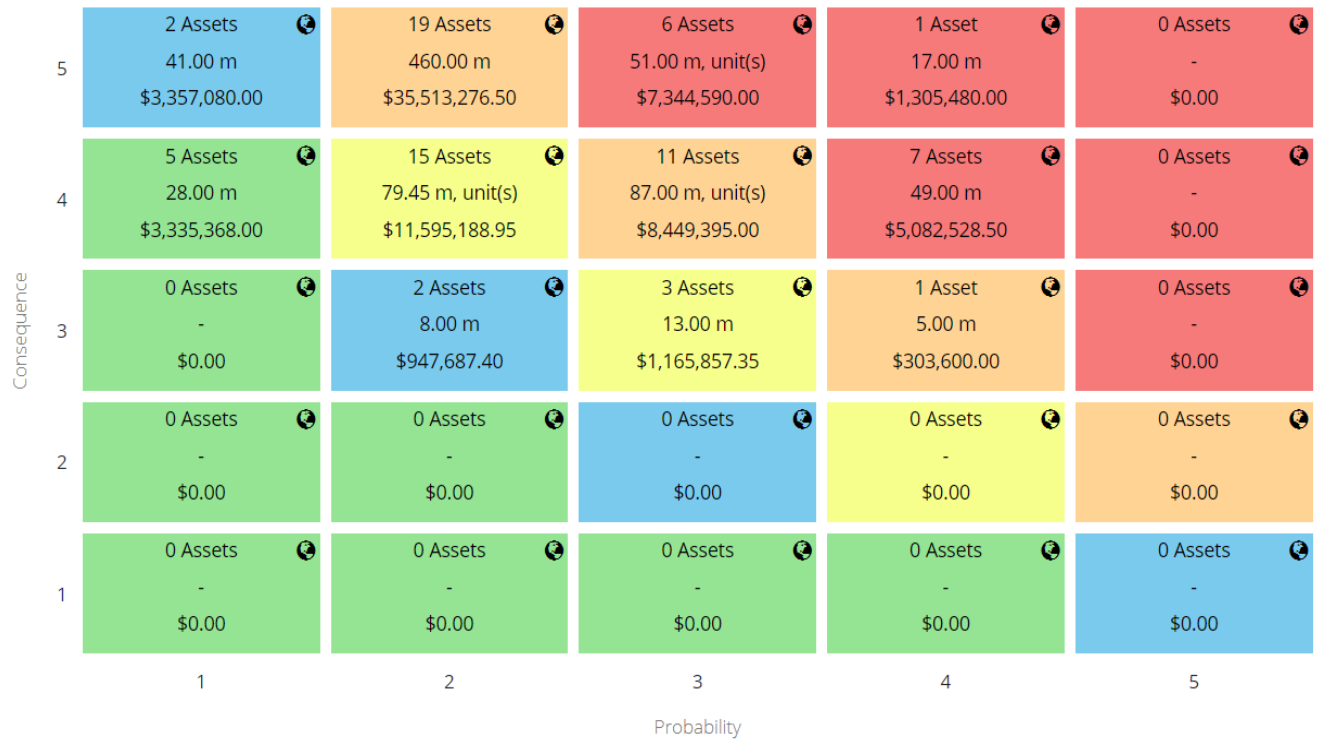 2 Assets 19 Assets 6 Assets 1 Asset 0 Assets
41.00 m 460.00 m 51.00 m, unit(s) 17.00 m -
5
$3,357,080.00 $35,513,276.50 $7,344,590.00 $1,305,480.00 $0.00
5 Assets 15 Assets 11 Assets 7 Assets 0 Assets
4 28.00 m 79.45 m, unit(s) 87.00 m, unit(s) 49.00 m -
$3,335,368.00 $11,595,188.95 $8,449,395.00 $5,082,528.50 $0.00
Consequence
0 Assets 2 Assets 3 Assets 1 Asset 0 Assets
3 - 8.00 m 13.00 m 5.00 m -
$0.00 $947,687.40 $1,165,857.35 $303,600.00 $0.00
0 Assets 0 Assets 0 Assets 0 Assets 0 Assets
2 - - - - -
$0.00 $0.00 $0.00 $0.00 $0.00
0 Assets 0 Assets 0 Assets 0 Assets 0 Assets
1 - - - - -
$0.00 $0.00 $0.00 $0.00 $0.00
1 2 3 4 5
Probability